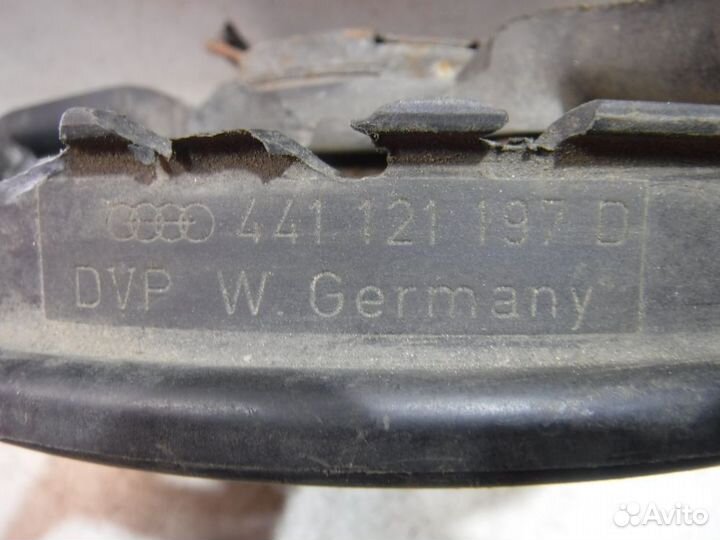 441 121 197 D
DVP W. Germany
Avito